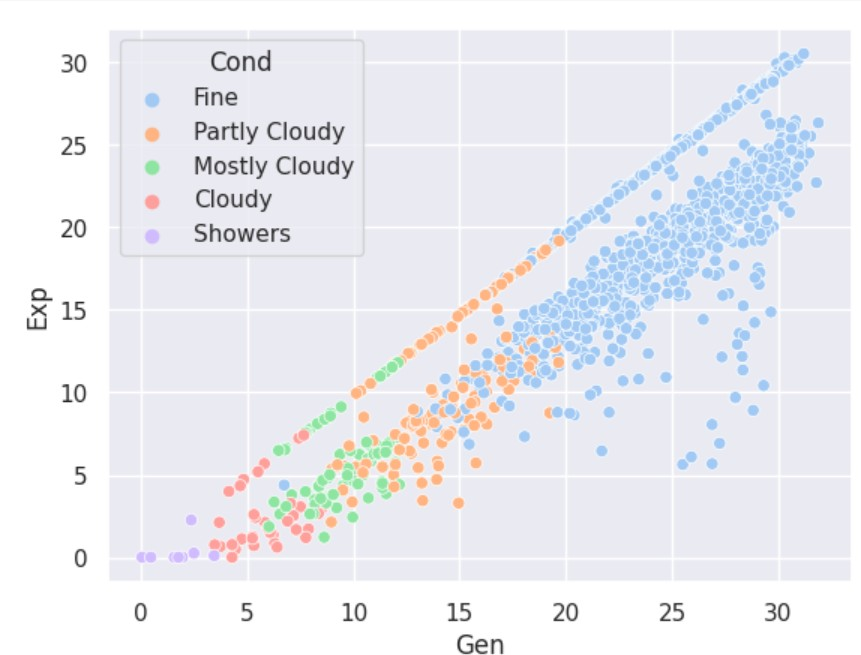 Cond
Fine
Partly Cloudy
Mostly Cloudy
Cloudy
Showers
30
25
20
15
10
5
0
Exp
0 5 10 15 20 25 30
Gen